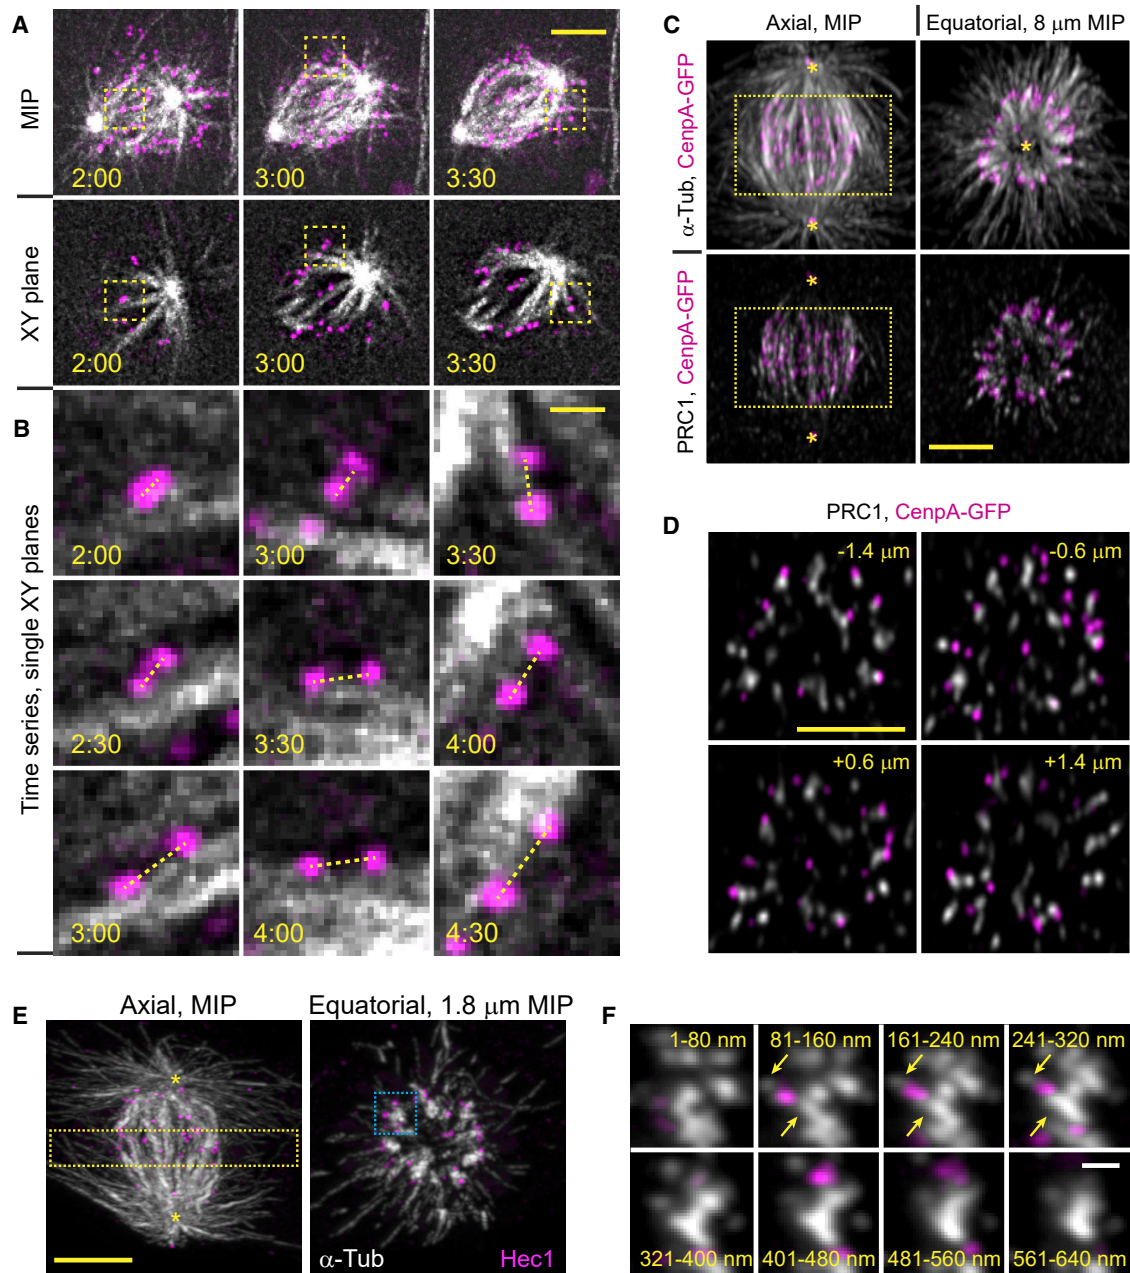 A
MIP
2:00
3:00
3:30
XY plane
2:00
3:00
3:30
B
Time series, single XY planes
2:00
3:00
3:30
2:30
3:30
4:00
3:00
4:00
4:30
C
Axial, MIP
Equatorial, 8 μm MIP
α-Tub, CenpA-GFP
*
*
*
PRC1, CenpA-GFP
*
*
D
PRC1, CenpA-GFP
-1.4 μm
-0.6 μm
+0.6 μm
+1.4 μm
E
Axial, MIP
Equatorial, 1.8 μm MIP
*
*
α-Tub
Hec1
F
1-80 nm
81-160 nm
161-240 nm
241-320 nm
321-400 nm
401-480 nm
481-560 nm
561-640 nm